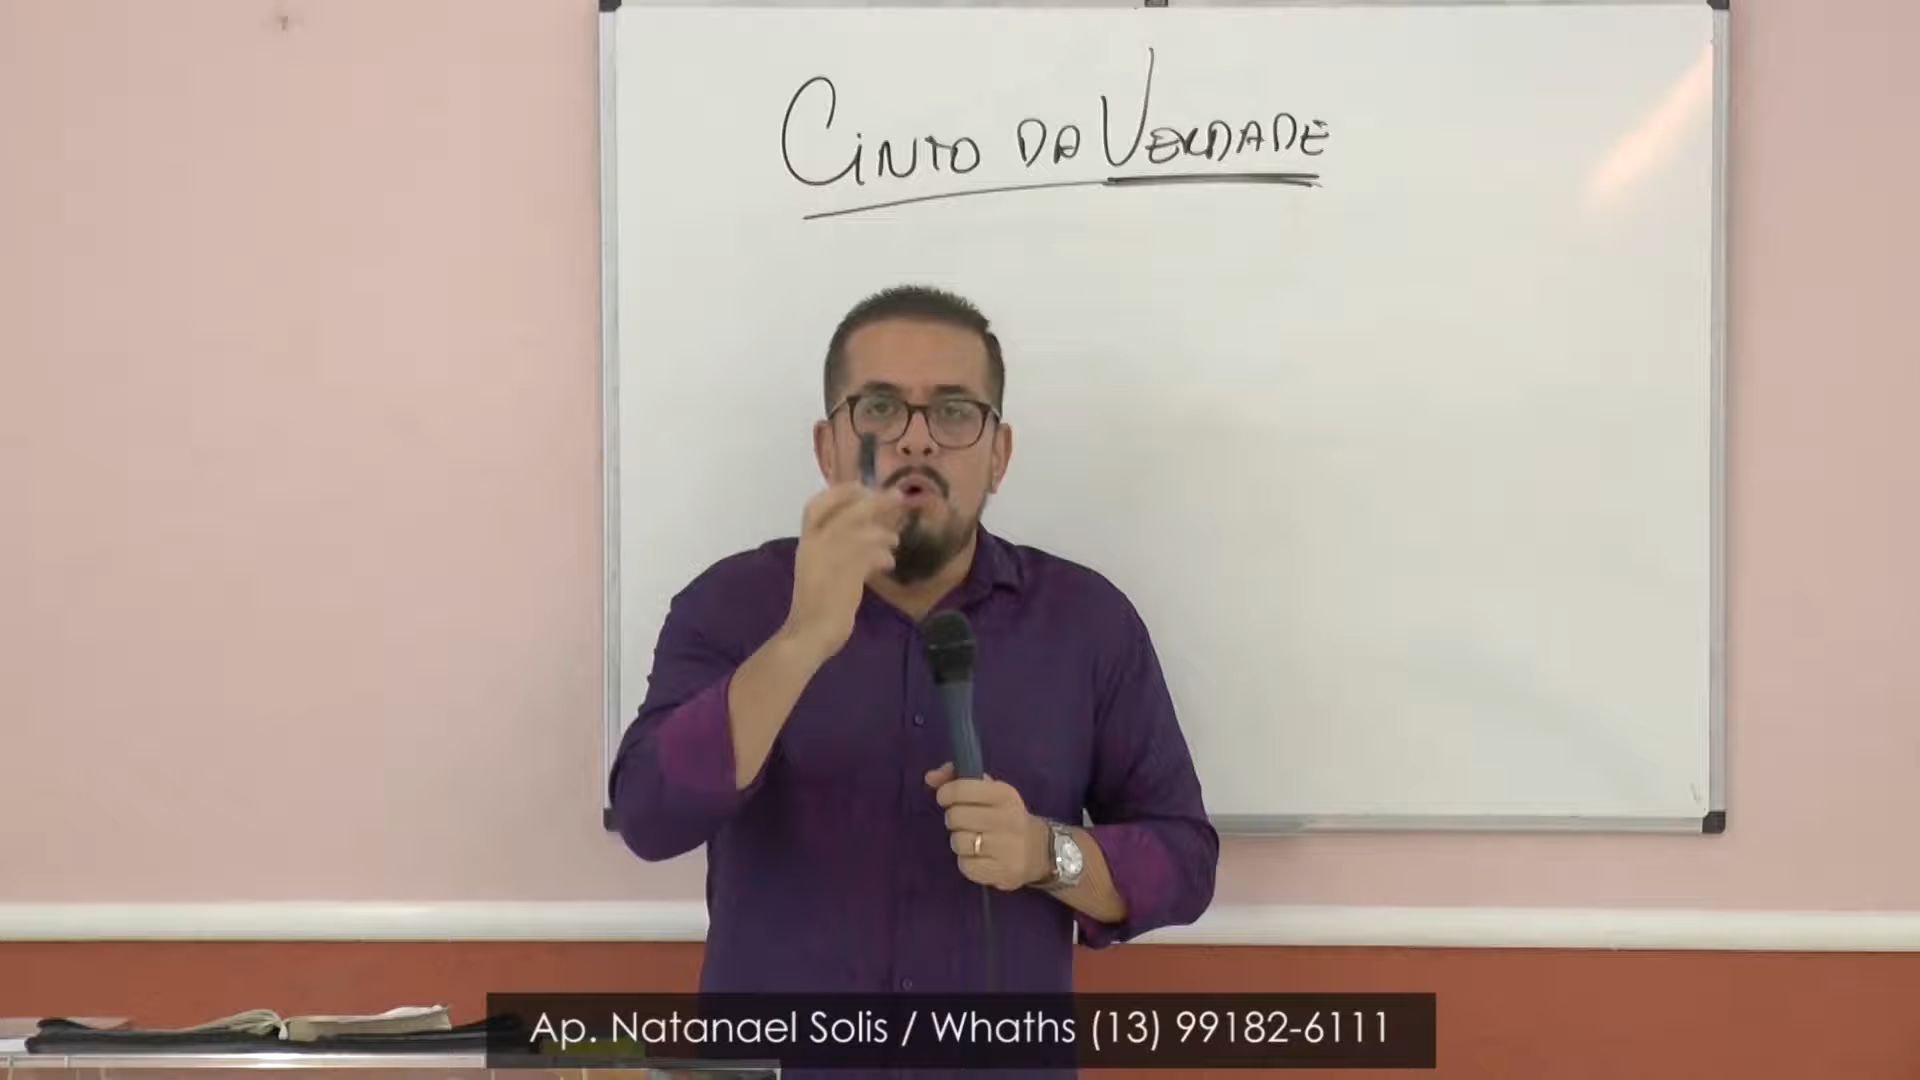 CINTO DA VERDADE
Ap. Natanael Solis / Whaths (13) 99182-6111